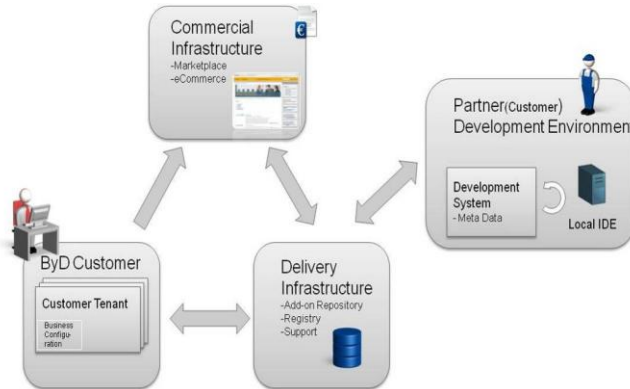 Commercial
Infrastructure
-Marketplace
-eCommerce
Partner(Customer)
Development Environment
Development
System
- Meta Data
Local IDE
ByD Customer
Customer Tenant
Business
Configu-
ration
Delivery
Infrastructure
-Add-on Repository
-Registry
-Support